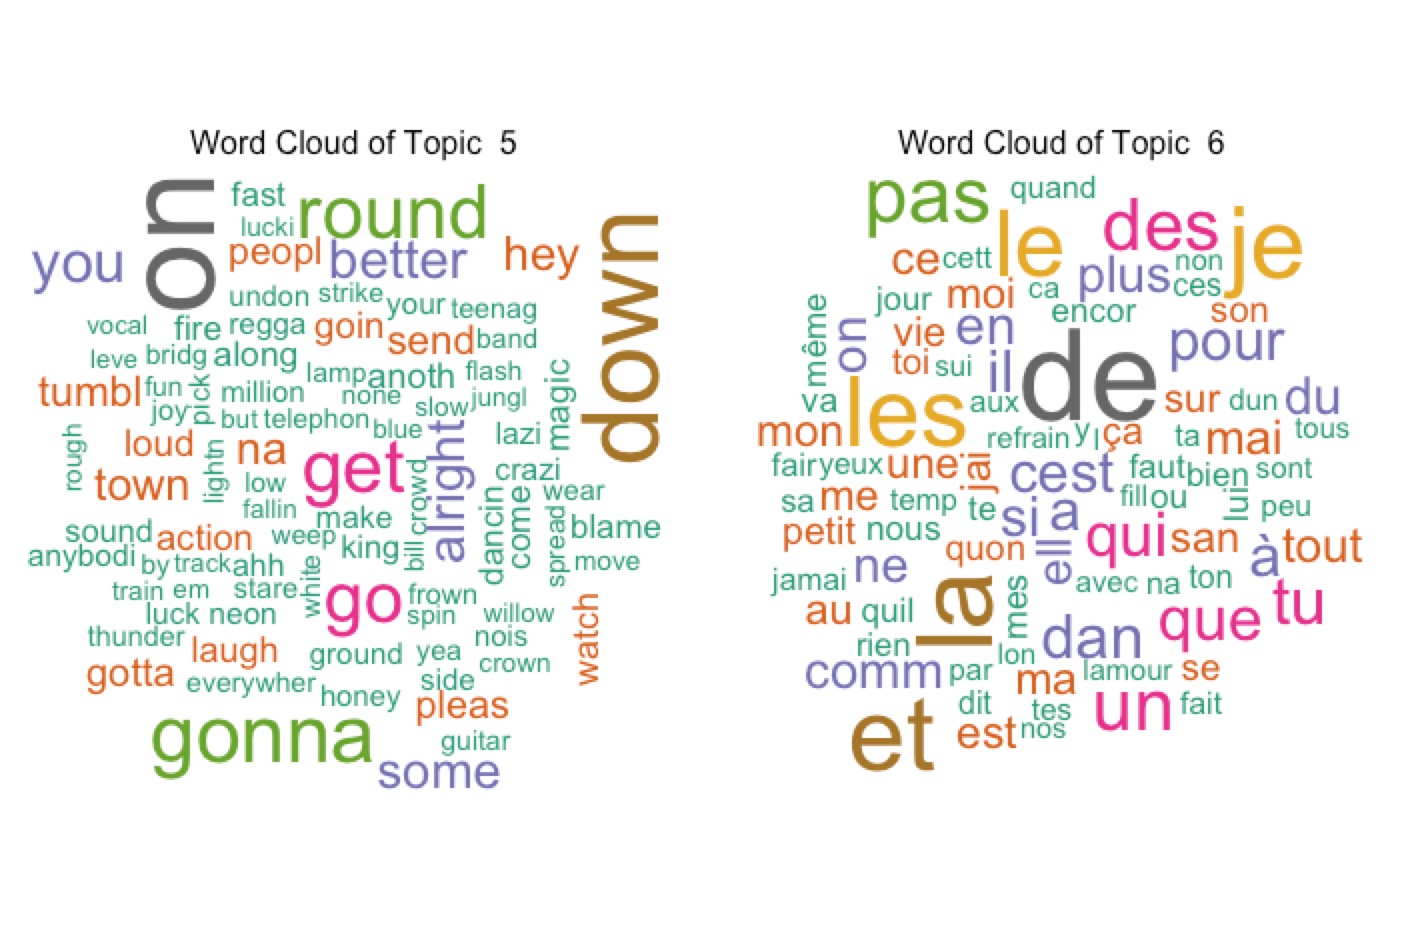 Word Cloud of Topic 5
on
fast
lucki
round
you
peopl
better
hey
down
undon
strike
your
teenag
vocal
fire
regga
goin
send
band
leve
bridg
along
lamp
anoth
flash
tumbl
fun
pick
million
none
slow
jungl
magic
joy
but
telephon
blue
rough
loud
na
get
alright
lazi
town
lightn
low
crowd
crazi
fallin
make
dancin
come
wear
sound
action
weep
king
bill
spread
blame
anybodi
by
track
ahh
move
train
em
stare
white
go
frown
luck
neon
spin
willow
watch
thunder
laugh
ground
yea
nois
crown
gotta
everywher
honey
side
pleas
gonna
guitar
some
Word Cloud of Topic 6
pas
quand
le
des
je
ce
cett
plus
non
ces
jour
moi
ca
encor
son
même
on
vie
en
de
pour
toi
sui
il
va
les
aux
sur
dun
du
mon
refrain
y
l
ça
ta
mai
tous
fair
yeux
une
jai
cest
faut
bien
sont
sa
me
temp
te
si
a
fill
ou
lui
peu
petit
nous
quon
ell
qui
san
à
tout
jamai
ne
la
mes
avec
na
ton
au
quil
que
tu
rien
lon
dan
comm
par
ma
lamour
se
et
dit
tes
un
fait
est
nos